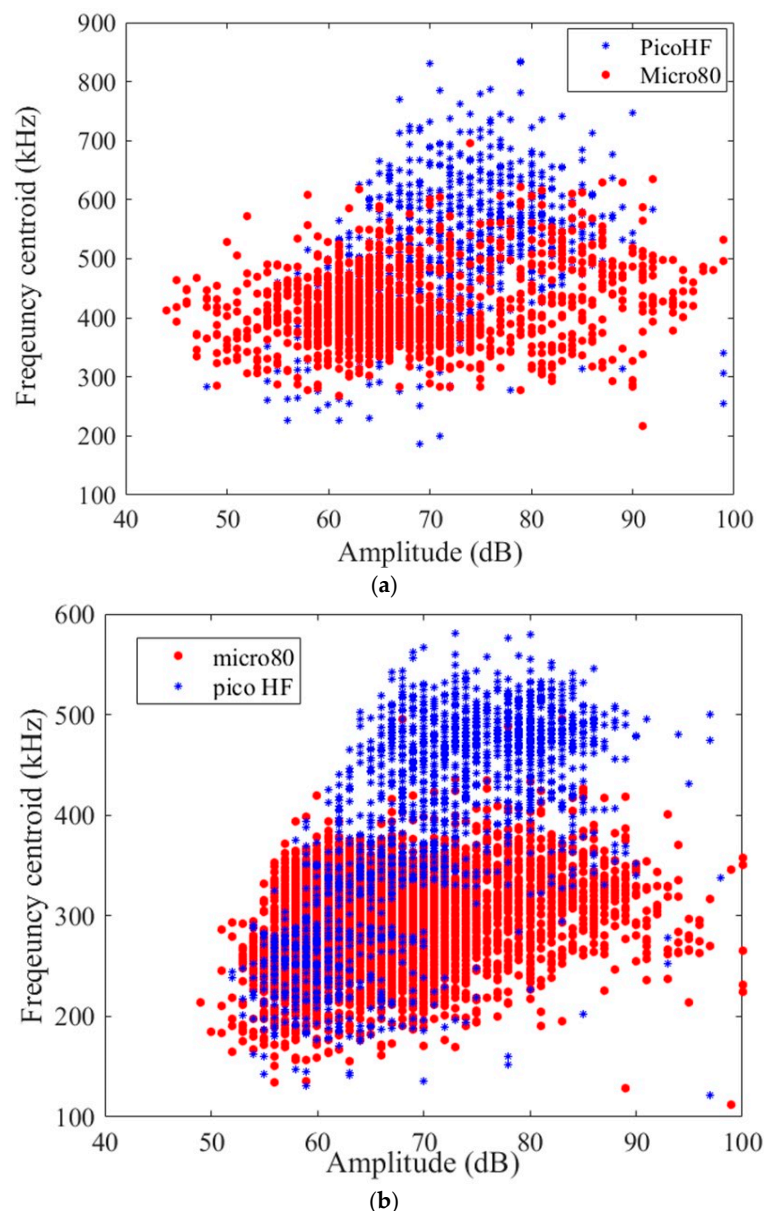 900
800
700
600
500
400
300
200
100
Freqeuncy centroid (kHz)
PicoHF
Micro80
40 50 60 70 80 90 100
Amplitude (dB)
(a)
600
500
400
300
200
100
Freqeuncy centroid (kHz)
micro80
pico HF
40 50 60 70 80 90 100
Amplitude (dB)
(b)